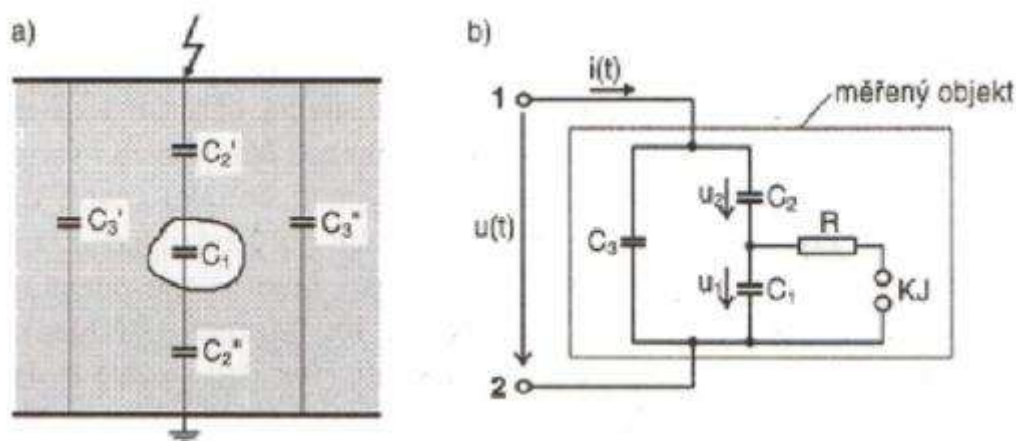 a)
C₂'
C₃'
C₁
C₃"
C₂"
b)
i(t)
1
měřený objekt
u(t)
C₃
u₂
C₂
R
u₁
C₁
KJ
2